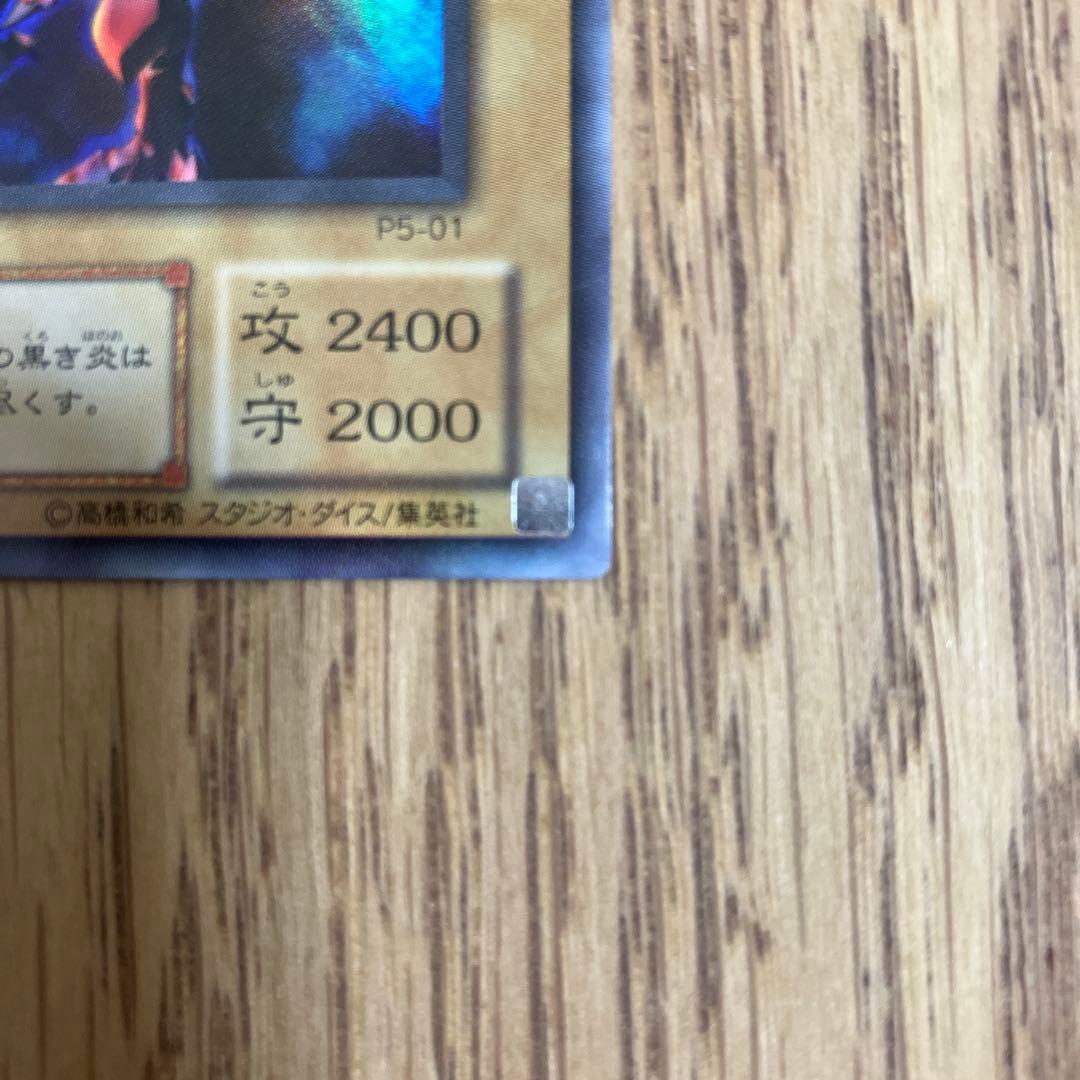 P5-01
の黒き炎は
尽くす。
こう
攻 2400
しゅ
守 2000
©高橋和希 スタジオ・ダイス/集英社